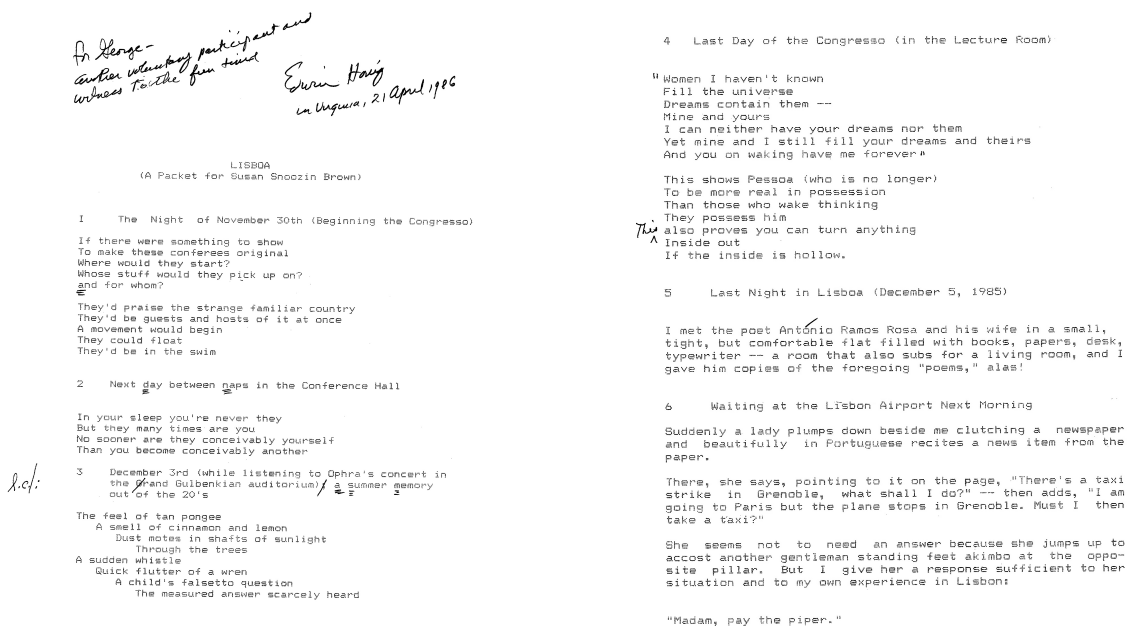 For George—
another voluntary participant and
witness to the fun time
Edwin Honig
in Virginia, 21 April 1986
LISBOA
(A Packet for Susan Snoozin Brown)
I The Night of November 30th (Beginning the Congresso)
If there were something to show
To make these conferees original
Where would they start?
Whose stuff would they pick up on?
and for whom?
They'd praise the strange familiar country
They'd be guests and hosts of it at once
A movement would begin
They could float
They'd be in the swim
2 Next day between naps in the Conference Hall
In your sleep you're never they
But they many times are you
No sooner are they conceivably yourself
Than you become conceivably another
l.c/:
3 December 3rd (while listening to Ophra's concert in
the Grand Gulbenkian auditorium), a summer memory
out of the 20's
The feel of tan pongee
A smell of cinnamon and lemon
Dust motes in shafts of sunlight
Through the trees
A sudden whistle
Quick flutter of a wren
A child's falsetto question
The measured answer scarcely heard
4 Last Day of the Congresso (in the Lecture Room)
"Women I haven't known
Fill the universe
Dreams contain them --
Mine and yours
I can neither have your dreams nor them
Yet mine and I still fill your dreams and theirs
And you on waking have me forever"
This shows Pessoa (who is no longer)
To be more real in possession
Than those who wake thinking
They possess him
This also proves you can turn anything
Inside out
If the inside is hollow.
5 Last Night in Lisboa (December 5, 1985)
I met the poet António Ramos Rosa and his wife in a small,
tight, but comfortable flat filled with books, papers, desk,
typewriter -- a room that also subs for a living room, and I
gave him copies of the foregoing "poems," alas!
6 Waiting at the Lisbon Airport Next Morning
Suddenly a lady plumps down beside me clutching a newspaper
and beautifully in Portuguese recites a news item from the
paper.
There, she says, pointing to it on the page, "There's a taxi
strike in Grenoble, what shall I do?" -- then adds, "I am
going to Paris but the plane stops in Grenoble. Must I then
take a taxi?"
She seems not to need an answer because she jumps up to
accost another gentleman standing feet akimbo at the oppo-
site pillar. But I give her a response sufficient to her
situation and to my own experience in Lisbon:
"Madam, pay the piper."